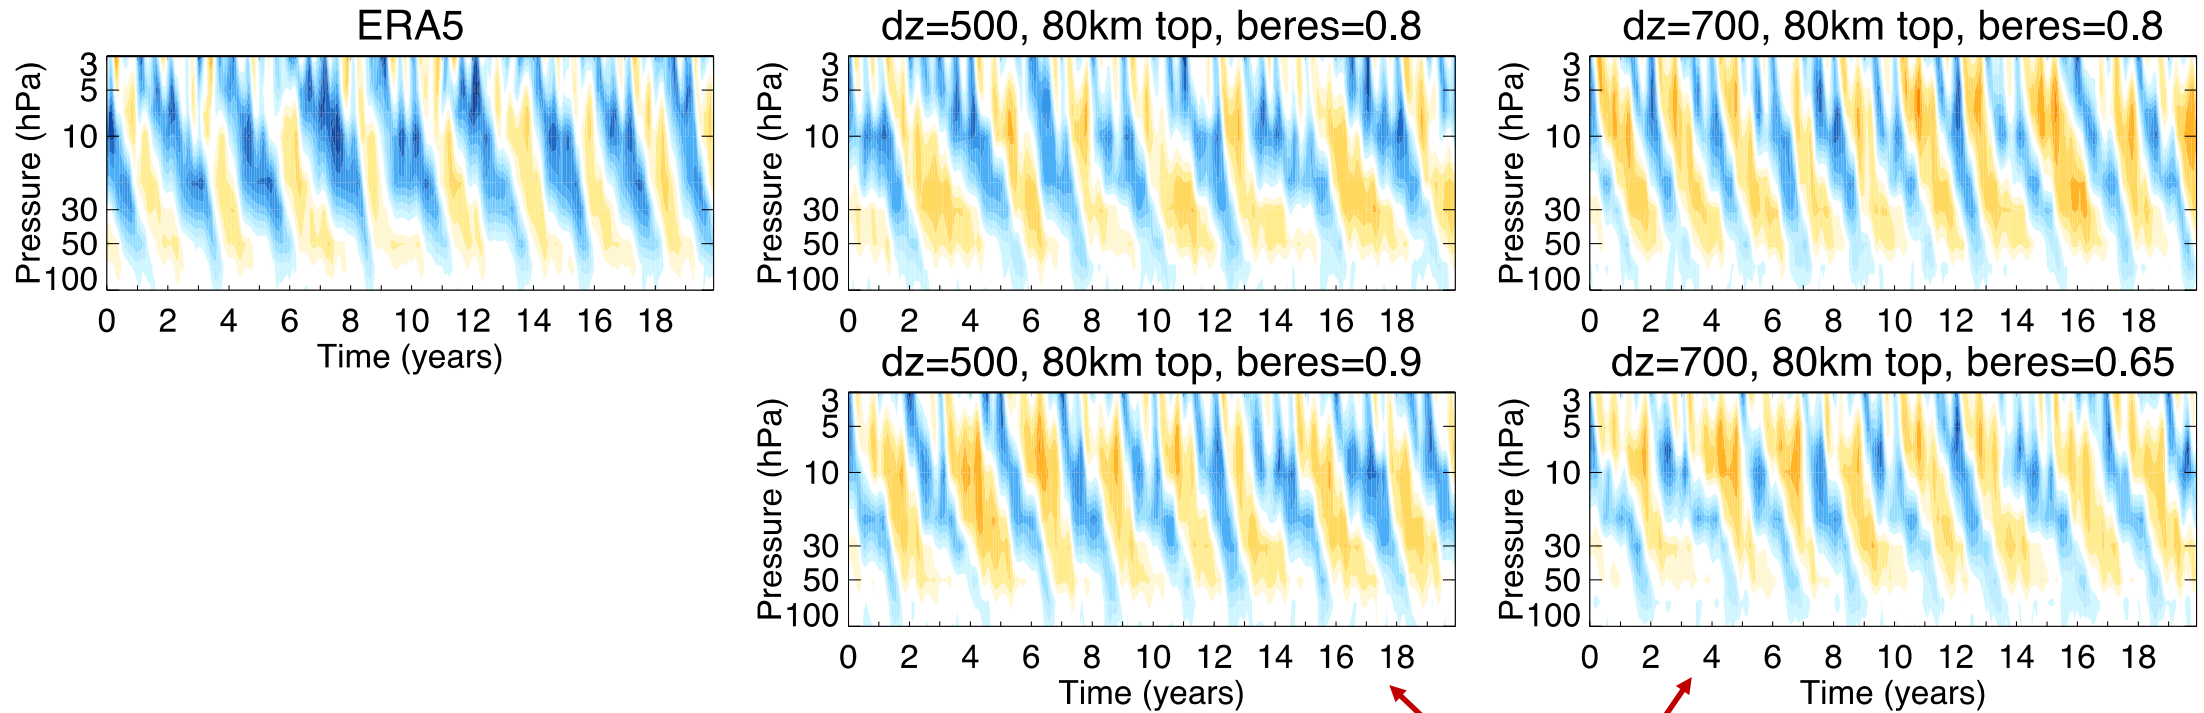 ERA5
Pressure (hPa)
3
5
10
30
50
100
0 2 4 6 8 10 12 14 16 18
Time (years)
dz=500, 80km top, beres=0.8
Pressure (hPa)
3
5
10
30
50
100
0 2 4 6 8 10 12 14 16 18
dz=700, 80km top, beres=0.8
Pressure (hPa)
3
5
10
30
50
100
0 2 4 6 8 10 12 14 16 18
dz=500, 80km top, beres=0.9
Pressure (hPa)
3
5
10
30
50
100
0 2 4 6 8 10 12 14 16 18
Time (years)
dz=700, 80km top, beres=0.65
Pressure (hPa)
3
5
10
30
50
100
0 2 4 6 8 10 12 14 16 18
Time (years)